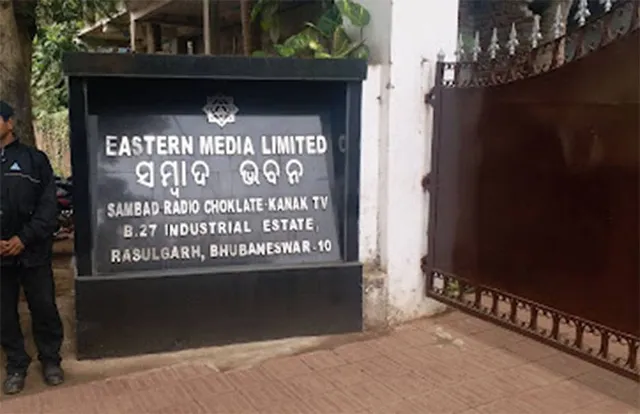 EASTERN MEDIA LIMITED
ସମ୍ବାଦ ଭବନ
SAMBAD-RADIO CHOKLATE-KANAK TV
B.27 INDUSTRIAL ESTATE,
RASULGARH, BHUBANESWAR-10